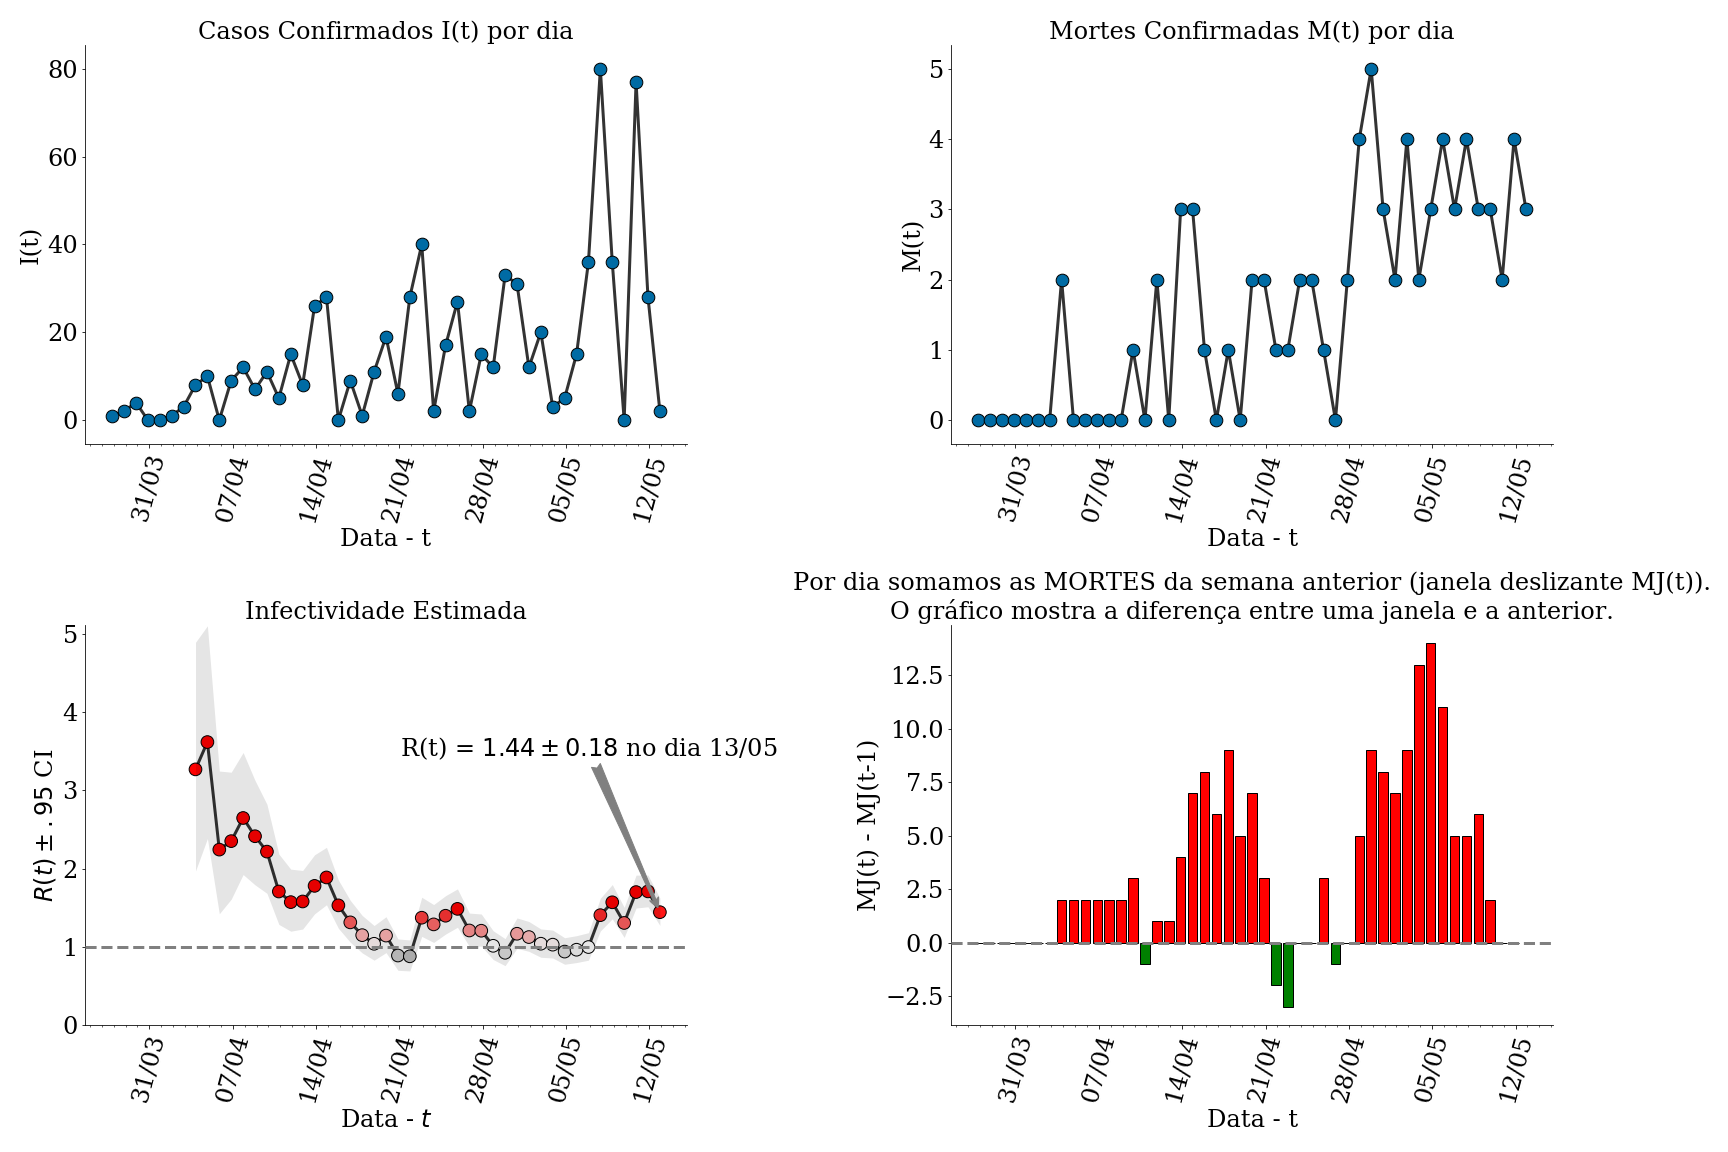 Casos Confirmados I(t) por dia
I(t)
80
60
40
20
0
31/03 07/04 14/04 21/04 28/04 05/05 12/05
Data - t
Mortes Confirmadas M(t) por dia
M(t)
5
4
3
2
1
0
31/03 07/04 14/04 21/04 28/04 05/05 12/05
Data - t
Infectividade Estimada
R(t) ± .95 CI
5
4
3
2
1
0
R(t) = 1.44 ± 0.18 no dia 13/05
31/03 07/04 14/04 21/04 28/04 05/05 12/05
Data - t
Por dia somamos as MORTES da semana anterior (janela deslizante MJ(t)).
O gráfico mostra a diferença entre uma janela e a anterior.
MJ(t) - MJ(t-1)
12.5
10.0
7.5
5.0
2.5
0.0
−2.5
31/03 07/04 14/04 21/04 28/04 05/05 12/05
Data - t